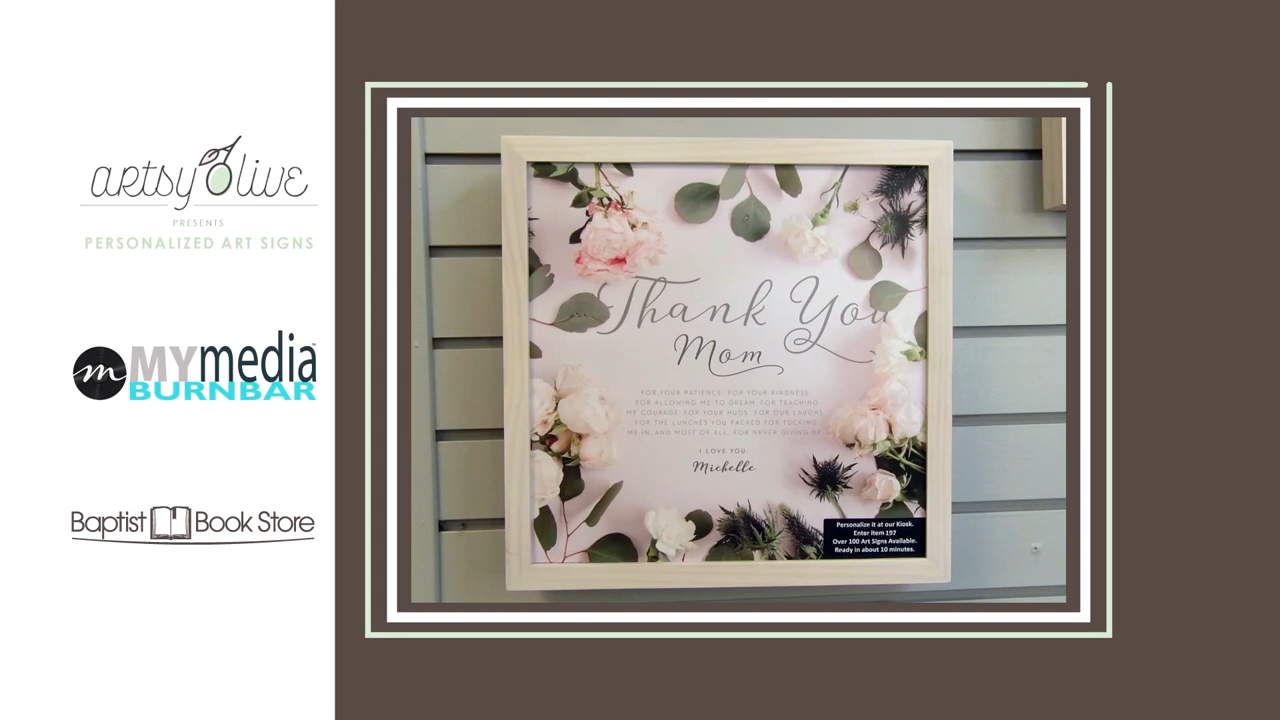 artsy olive
PRESENTS
PERSONALIZED ART SIGNS
m MYmedia™
BURNBAR
Baptist Book Store
Thank You
Mom
FOR YOUR PATIENCE. FOR YOUR KINDNESS.
FOR ALLOWING ME TO DREAM. FOR TEACHING
ME COURAGE. FOR YOUR HUGS. FOR OUR LAUGHS.
FOR THE LUNCHES YOU PACKED. FOR TUCKING
ME IN. AND MOST OF ALL, FOR NEVER GIVING UP.
I LOVE YOU.
Michelle
Personalize it at our Kiosk.
Enter Item 197
Over 100 Art Signs Available.
Ready in about 10 minutes.